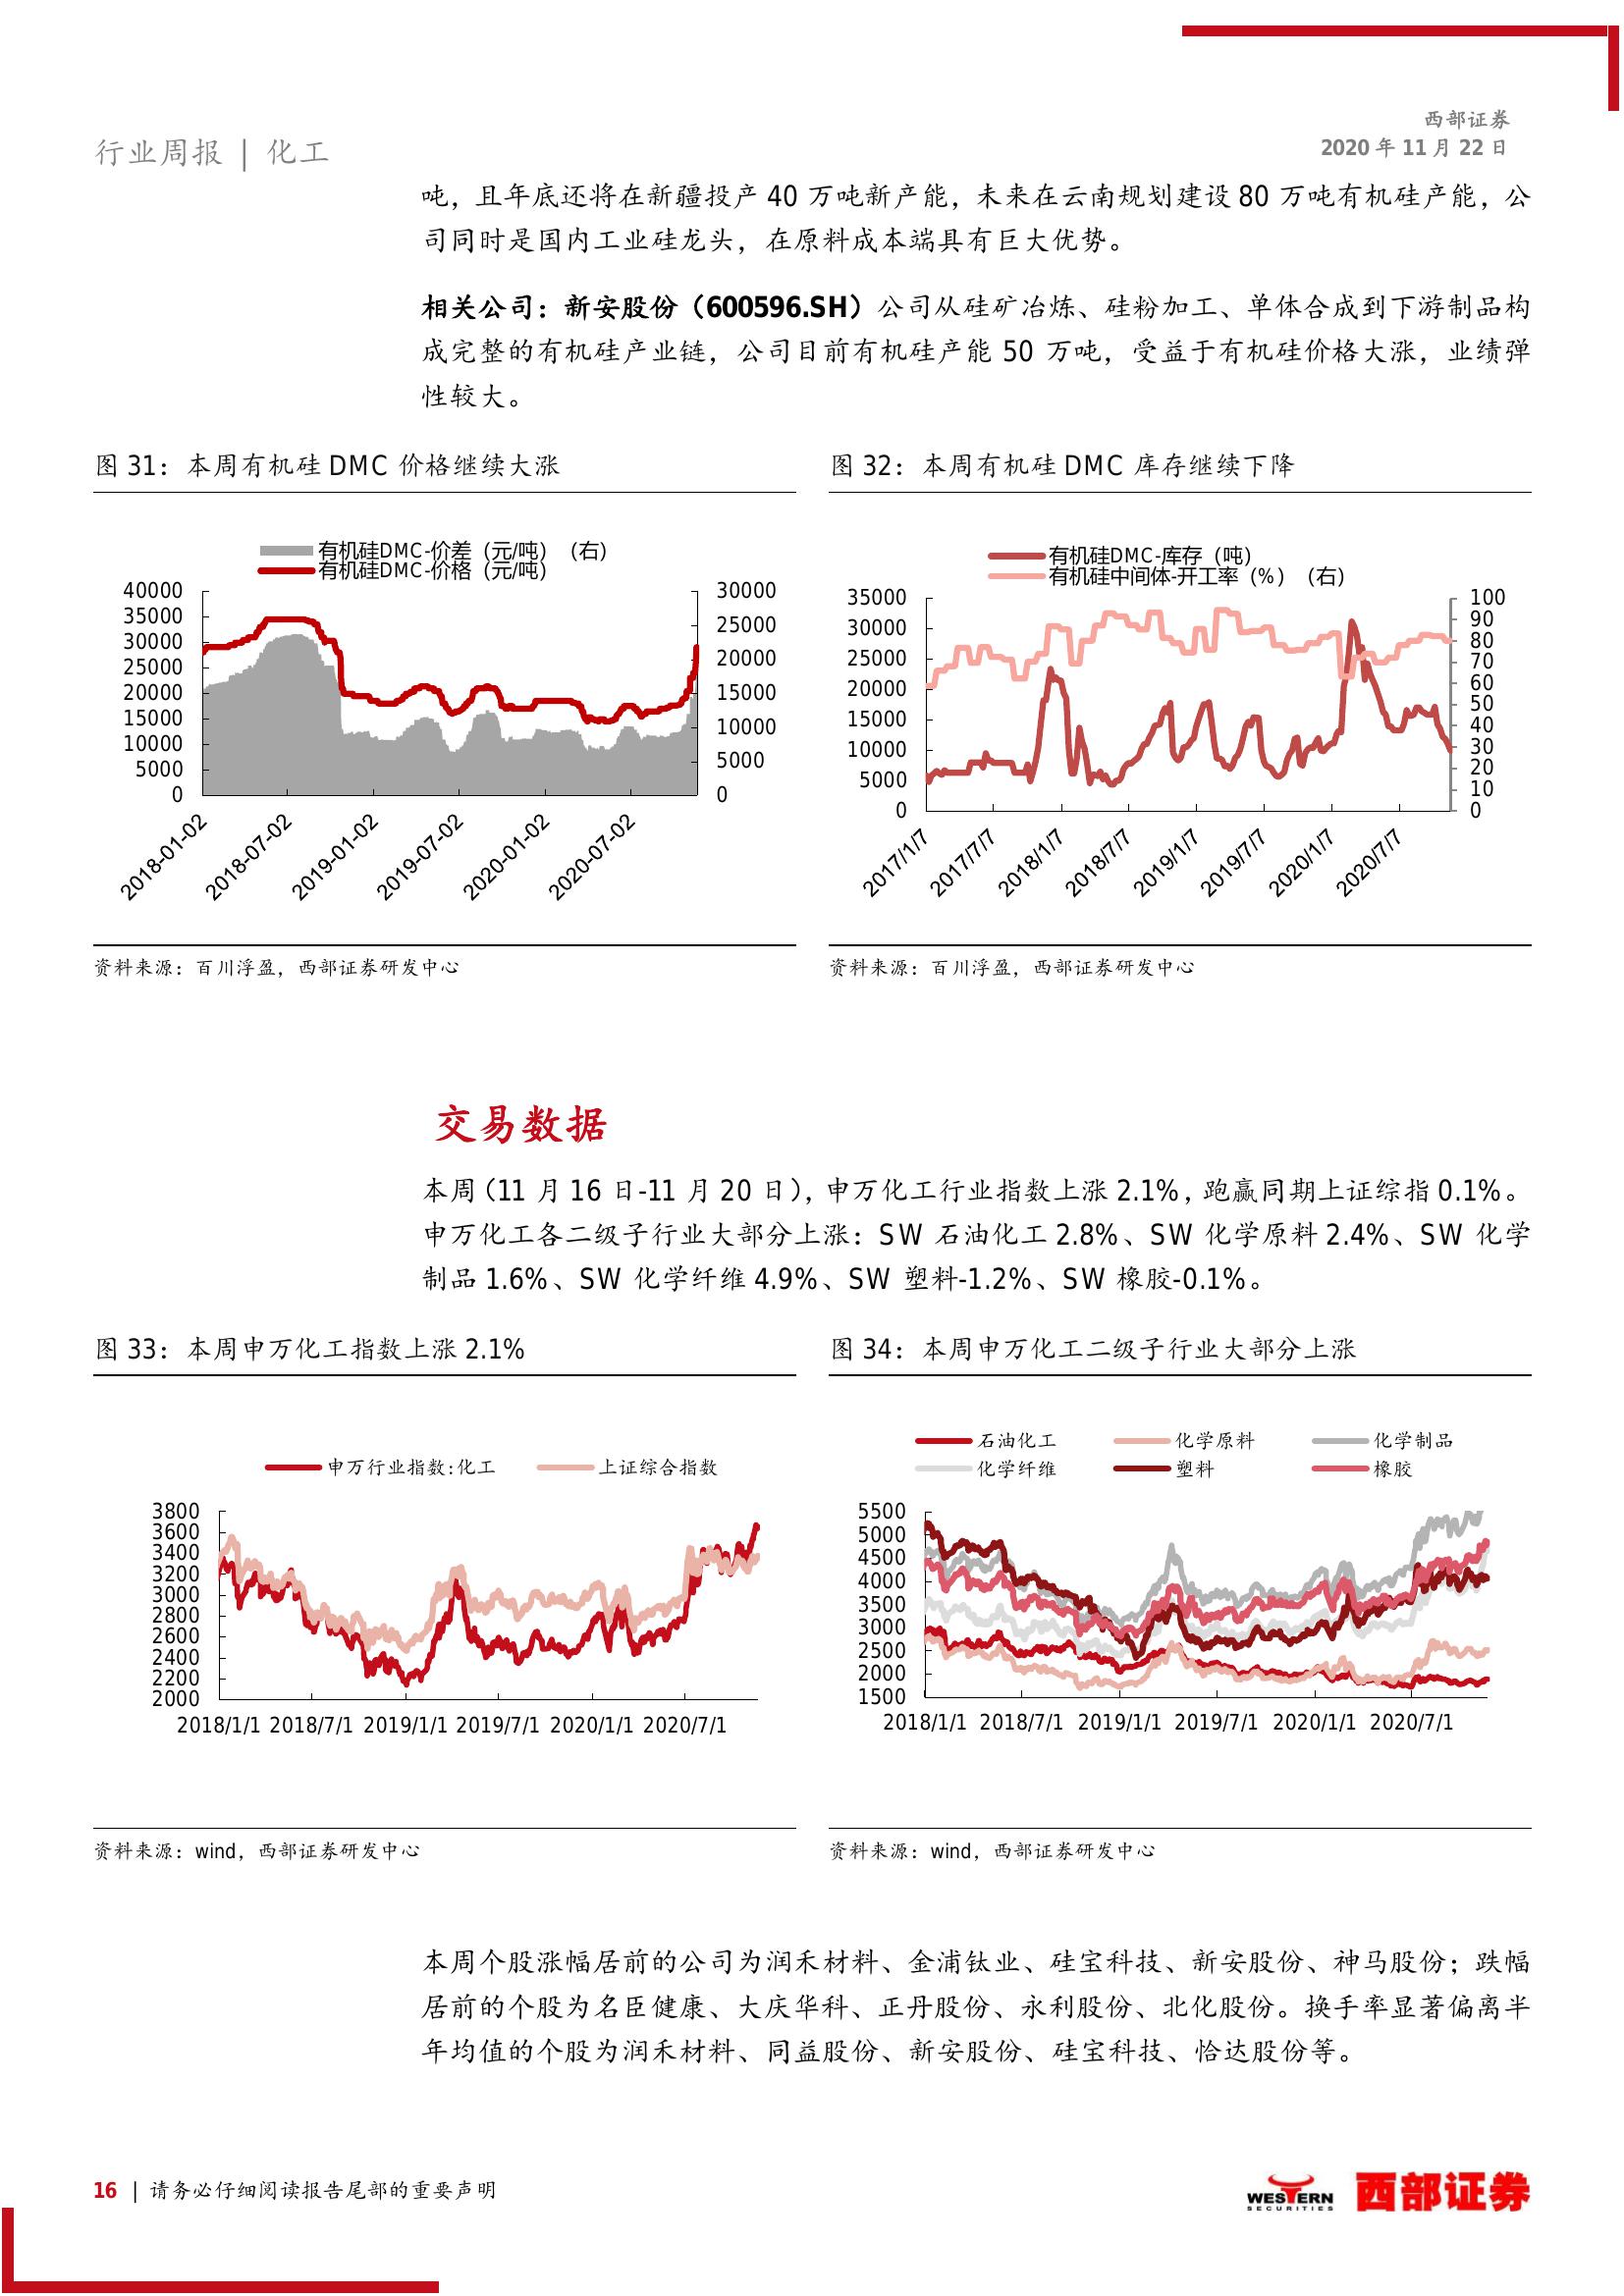 西部证券
行业周报 | 化工
2020 年 11 月 22 日
吨，且年底还将在新疆投产 40 万吨新产能，未来在云南规划建设 80 万吨有机硅产能，公
司同时是国内工业硅龙头，在原料成本端具有巨大优势。
相关公司：新安股份（600596.SH）公司从硅矿冶炼、硅粉加工、单体合成到下游制品构
成完整的有机硅产业链，公司目前有机硅产能 50 万吨，受益于有机硅价格大涨，业绩弹
性较大。
图 31：本周有机硅 DMC 价格继续大涨
有机硅DMC-价差（元/吨）（右）
有机硅DMC-价格（元/吨）
40000
35000
30000
25000
20000
15000
10000
5000
0
30000
25000
20000
15000
10000
5000
0
2018-01-02
2018-07-02
2019-01-02
2019-07-02
2020-01-02
2020-07-02
资料来源：百川浮盈，西部证券研发中心
图 32：本周有机硅 DMC 库存继续下降
有机硅DMC-库存（吨）
有机硅中间体-开工率（%）（右）
35000
30000
25000
20000
15000
10000
5000
0
100
90
80
70
60
50
40
30
20
10
0
2017/1/7
2017/7/7
2018/1/7
2018/7/7
2019/1/7
2019/7/7
2020/1/7
2020/7/7
资料来源：百川浮盈，西部证券研发中心
交易数据
本周（11 月 16 日-11 月 20 日），申万化工行业指数上涨 2.1%，跑赢同期上证综指 0.1%。
申万化工各二级子行业大部分上涨：SW 石油化工 2.8%、SW 化学原料 2.4%、SW 化学
制品 1.6%、SW 化学纤维 4.9%、SW 塑料-1.2%、SW 橡胶-0.1%。
图 33：本周申万化工指数上涨 2.1%
申万行业指数:化工 上证综合指数
3800
3600
3400
3200
3000
2800
2600
2400
2200
2000
2018/1/1 2018/7/1 2019/1/1 2019/7/1 2020/1/1 2020/7/1
资料来源：wind，西部证券研发中心
图 34：本周申万化工二级子行业大部分上涨
石油化工 化学原料 化学制品
化学纤维 塑料 橡胶
5500
5000
4500
4000
3500
3000
2500
2000
1500
2018/1/1 2018/7/1 2019/1/1 2019/7/1 2020/1/1 2020/7/1
资料来源：wind，西部证券研发中心
本周个股涨幅居前的公司为润禾材料、金浦钛业、硅宝科技、新安股份、神马股份；跌幅
居前的个股为名臣健康、大庆华科、正丹股份、永利股份、北化股份。换手率显著偏离半
年均值的个股为润禾材料、同益股份、新安股份、硅宝科技、恰达股份等。
16 | 请务必仔细阅读报告尾部的重要声明
WESTERN
SECURITIES
西部证券